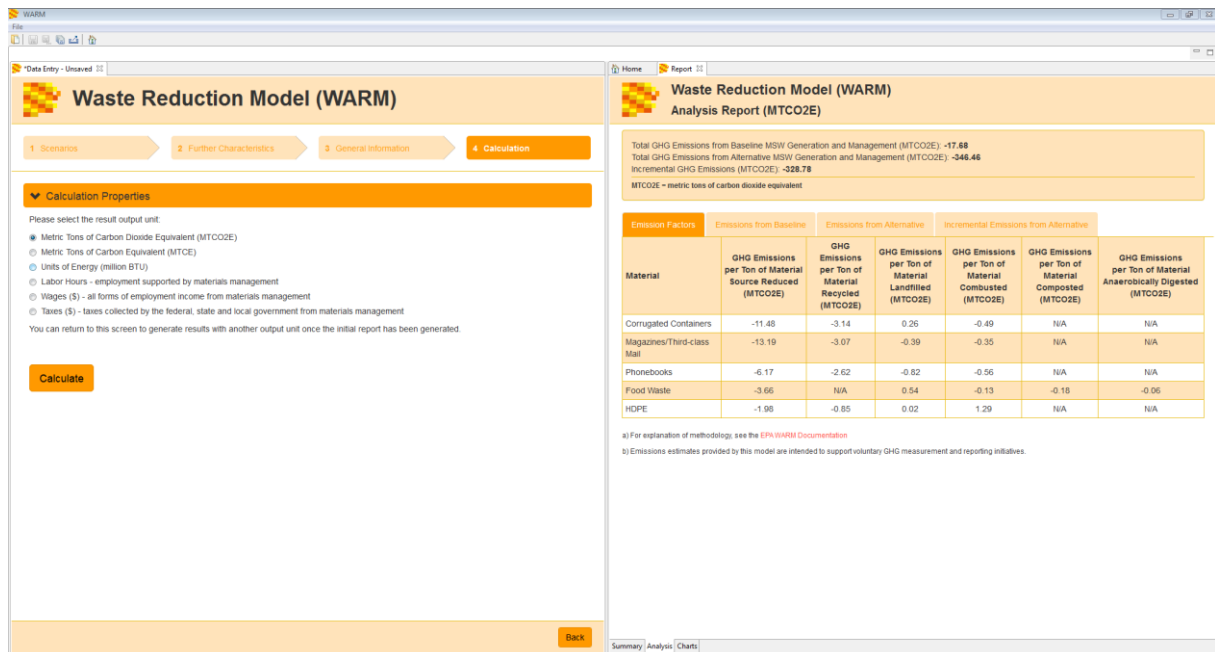 WARM
File
*Data Entry - Unsaved
Waste Reduction Model (WARM)
1 Scenarios
2 Further Characteristics
3 General Information
4 Calculation
Calculation Properties
Please select the result output unit:
Metric Tons of Carbon Dioxide Equivalent (MTCO2E)
Metric Tons of Carbon Equivalent (MTCE)
Units of Energy (million BTU)
Labor Hours - employment supported by materials management
Wages ($) - all forms of employment income from materials management
Taxes ($) - taxes collected by the federal, state and local government from materials management
You can return to this screen to generate results with another output unit once the initial report has been generated.
Calculate
Back
Home
Report
Waste Reduction Model (WARM)
Analysis Report (MTCO2E)
Total GHG Emissions from Baseline MSW Generation and Management (MTCO2E): -17.68
Total GHG Emissions from Alternative MSW Generation and Management (MTCO2E): -346.46
Incremental GHG Emissions (MTCO2E): -328.78
MTCO2E = metric tons of carbon dioxide equivalent
Emission Factors
Emissions from Baseline
Emissions from Alternative
Incremental Emissions from Alternative
Material
GHG Emissions
per Ton of Material
Source Reduced
(MTCO2E)
GHG
Emissions
per Ton of
Material
Recycled
(MTCO2E)
GHG Emissions
per Ton of
Material
Landfilled
(MTCO2E)
GHG Emissions
per Ton of
Material
Combusted
(MTCO2E)
GHG Emissions
per Ton of
Material
Composted
(MTCO2E)
GHG Emissions
per Ton of Material
Anaerobically Digested
(MTCO2E)
Corrugated Containers -11.48 -3.14 0.26 -0.49 N/A N/A
Magazines/Third-class
Mail -13.19 -3.07 -0.39 -0.35 N/A N/A
Phonebooks -6.17 -2.62 -0.82 -0.56 N/A N/A
Food Waste -3.66 N/A 0.54 -0.13 -0.18 -0.06
HDPE -1.98 -0.85 0.02 1.29 N/A N/A
a) For explanation of methodology, see the EPA WARM Documentation
b) Emissions estimates provided by this model are intended to support voluntary GHG measurement and reporting initiatives.
Summary Analysis Charts